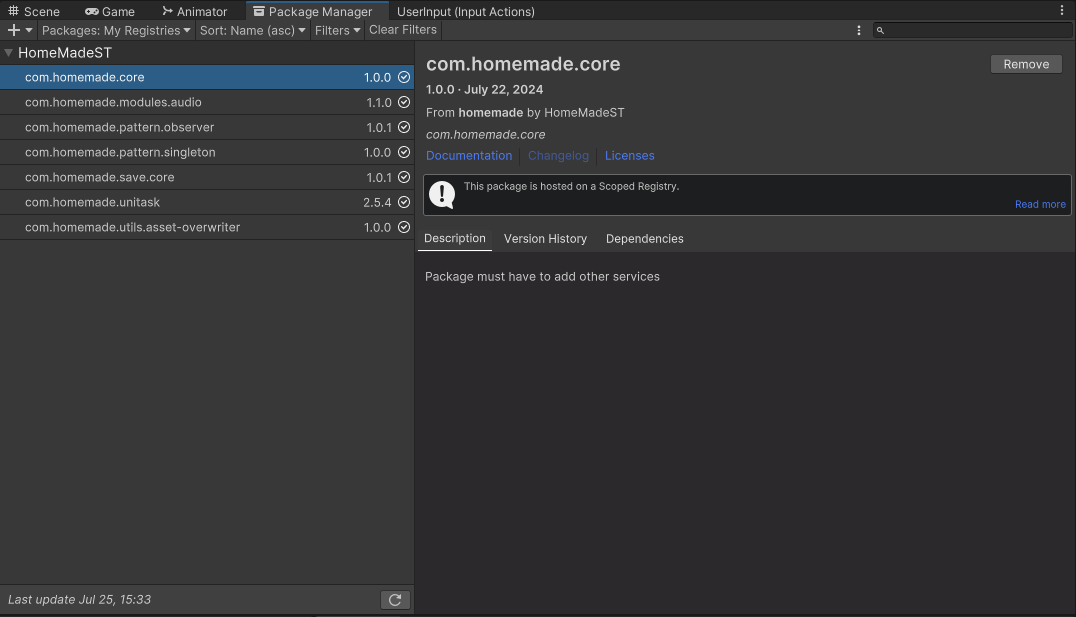 Scene Game Animator Package Manager UserInput (Input Actions)
Packages: My Registries Sort: Name (asc) Filters Clear Filters
HomeMadeST
com.homemade.core 1.0.0
com.homemade.modules.audio 1.1.0
com.homemade.pattern.observer 1.0.1
com.homemade.pattern.singleton 1.0.0
com.homemade.save.core 1.0.1
com.homemade.unitask 2.5.4
com.homemade.utils.asset-overwriter 1.0.0
Last update Jul 25, 15:33
com.homemade.core
Remove
1.0.0 · July 22, 2024
From homemade by HomeMadeST
com.homemade.core
Documentation Changelog Licenses
This package is hosted on a Scoped Registry.
Read more
Description Version History Dependencies
Package must have to add other services